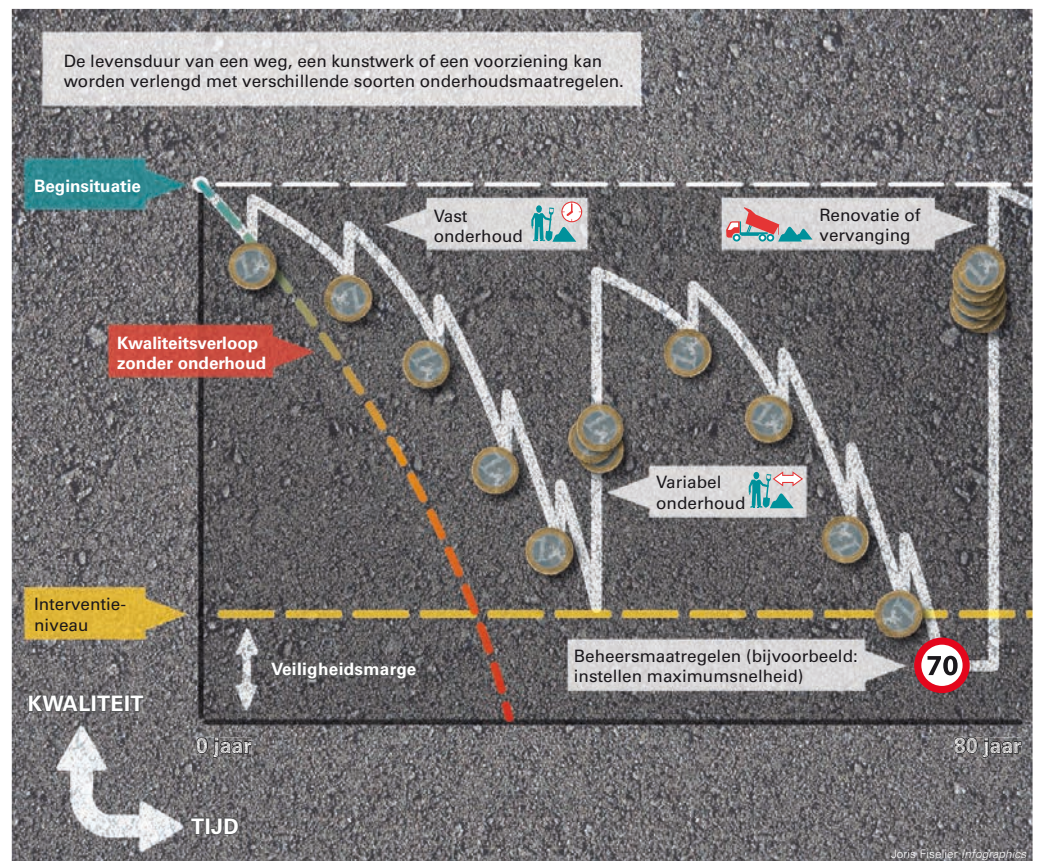 De levensduur van een weg, een kunstwerk of een voorziening kan
worden verlengd met verschillende soorten onderhoudsmaatregelen.
Beginsituatie
Vast
onderhoud
Renovatie of
vervanging
Kwaliteitsverloop
zonder onderhoud
Variabel
onderhoud
Interventie-
niveau
Veiligheidsmarge
Beheersmaatregelen (bijvoorbeeld:
instellen maximumsnelheid)
70
KWALITEIT
0 jaar
80 jaar
TIJD
Joris Fiselier Infographics